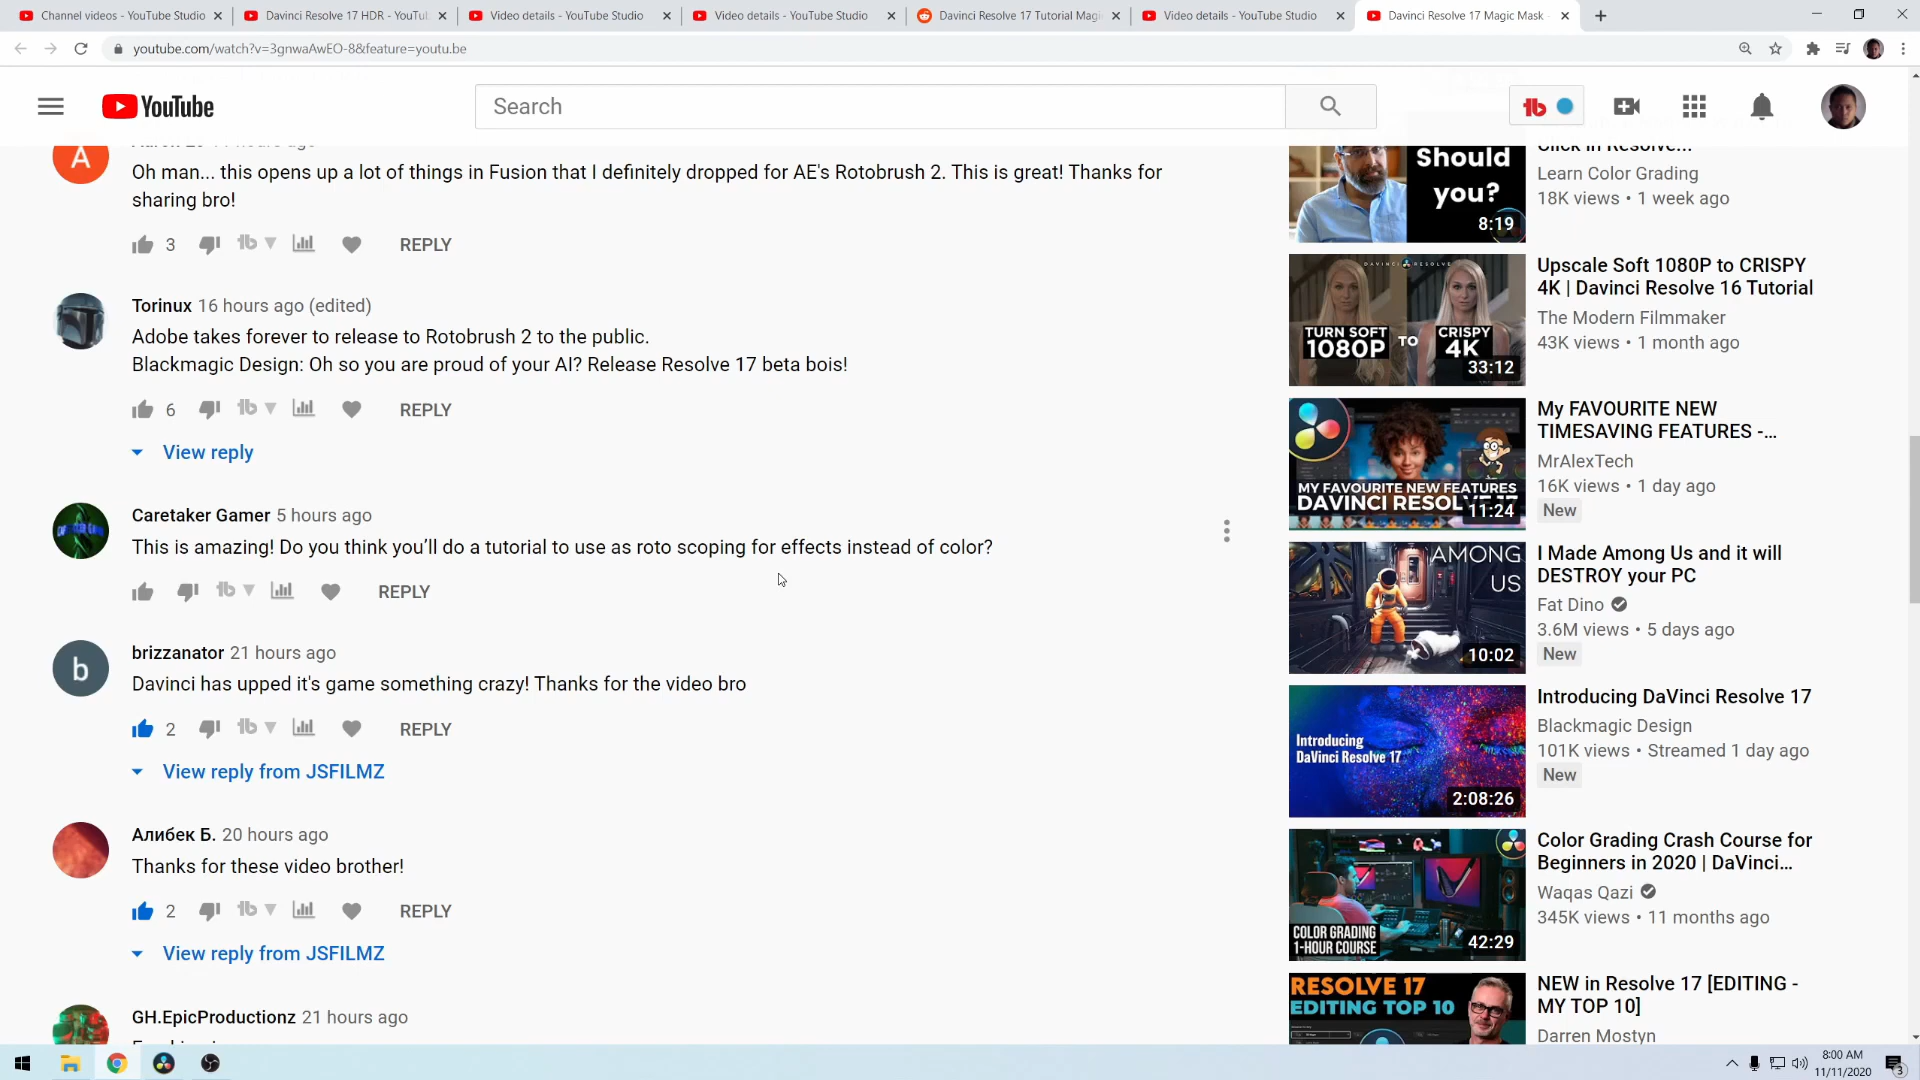 Channel videos - YouTube Studio
Davinci Resolve 17 HDR - YouTu
Video details - YouTube Studio
Video details - YouTube Studio
Davinci Resolve 17 Tutorial Magi
Video details - YouTube Studio
Davinci Resolve 17 Magic Mask -
youtube.com/watch?v=3gnwaAwEO-8&feature=youtu.be
YouTube
Search
tb
A
Oh man... this opens up a lot of things in Fusion that I definitely dropped for AE's Rotobrush 2. This is great! Thanks for
sharing bro!
3
tb
REPLY
Torinux 16 hours ago (edited)
Adobe takes forever to release to Rotobrush 2 to the public.
Blackmagic Design: Oh so you are proud of your AI? Release Resolve 17 beta bois!
6
tb
REPLY
View reply
Caretaker Gamer 5 hours ago
This is amazing! Do you think you’ll do a tutorial to use as roto scoping for effects instead of color?
tb
REPLY
b
brizzanator 21 hours ago
Davinci has upped it's game something crazy! Thanks for the video bro
2
tb
REPLY
View reply from JSFILMZ
Алибек Б. 20 hours ago
Thanks for these video brother!
2
tb
REPLY
View reply from JSFILMZ
GH.EpicProductionz 21 hours ago
Should
you?
8:19
Click in Resolve...
Learn Color Grading
18K views • 1 week ago
DAVINCI RESOLVE
TURN SOFT
1080P
TO
CRISPY
4K
33:12
Upscale Soft 1080P to CRISPY
4K | Davinci Resolve 16 Tutorial
The Modern Filmmaker
43K views • 1 month ago
MY FAVOURITE NEW FEATURES
DAVINCI RESOLVE 17
11:24
My FAVOURITE NEW
TIMESAVING FEATURES -...
MrAlexTech
16K views • 1 day ago
New
AMONG
US
10:02
I Made Among Us and it will
DESTROY your PC
Fat Dino
3.6M views • 5 days ago
New
Introducing
DaVinci Resolve 17
2:08:26
Introducing DaVinci Resolve 17
Blackmagic Design
101K views • Streamed 1 day ago
New
COLOR GRADING
1-HOUR COURSE
42:29
Color Grading Crash Course for
Beginners in 2020 | DaVinci...
Waqas Qazi
345K views • 11 months ago
RESOLVE 17
EDITING TOP 10
NEW in Resolve 17 [EDITING -
MY TOP 10]
Darren Mostyn
8:00 AM
11/11/2020
3